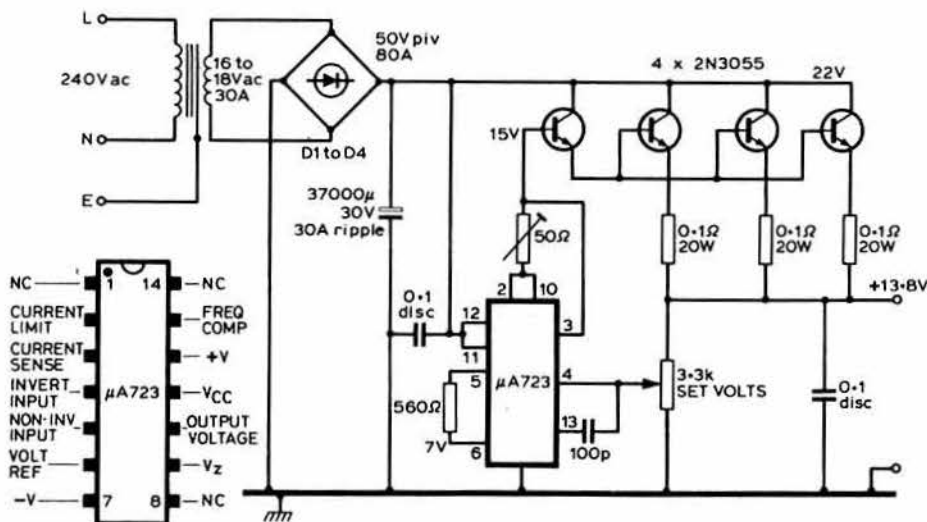 L
240Vac
N
E
16 to
18Vac
30A
50V piv
80A
D1 to D4
4 x 2N3055
22V
15V
37000μ
30V
30A ripple
50Ω
0·1Ω
20W
0·1Ω
20W
0·1Ω
20W
+13·8V
0·1
disc
2
10
12
11
3
4
5
13
6
μA723
560Ω
7V
100p
3·3k
SET VOLTS
0·1
disc
NC
1
14
NC
CURRENT
LIMIT
FREQ
COMP
CURRENT
SENSE
+V
INVERT
INPUT
μA723
VCC
NON-INV
INPUT
OUTPUT
VOLTAGE
VOLT
REF
VZ
-V
7
8
NC